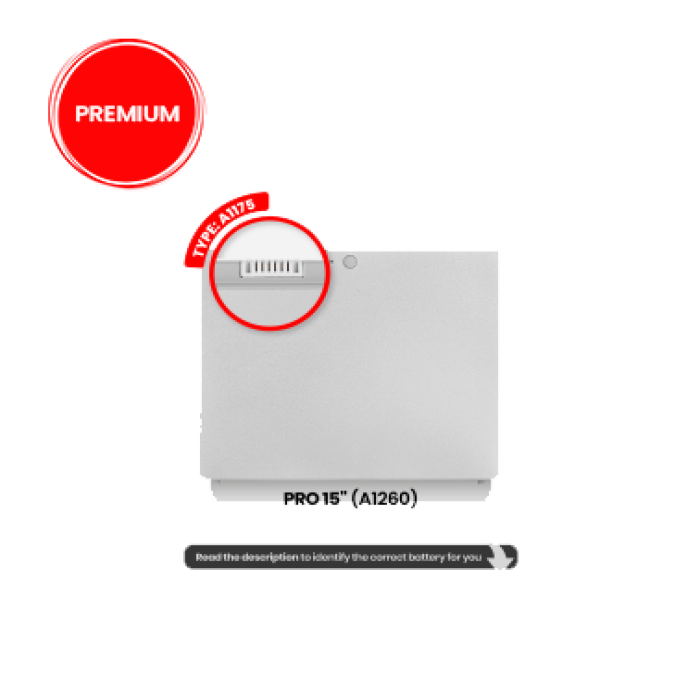 PREMIUM
TYPE: A1175
PRO 15" (A1260)
Read the description to identify the correct battery for you